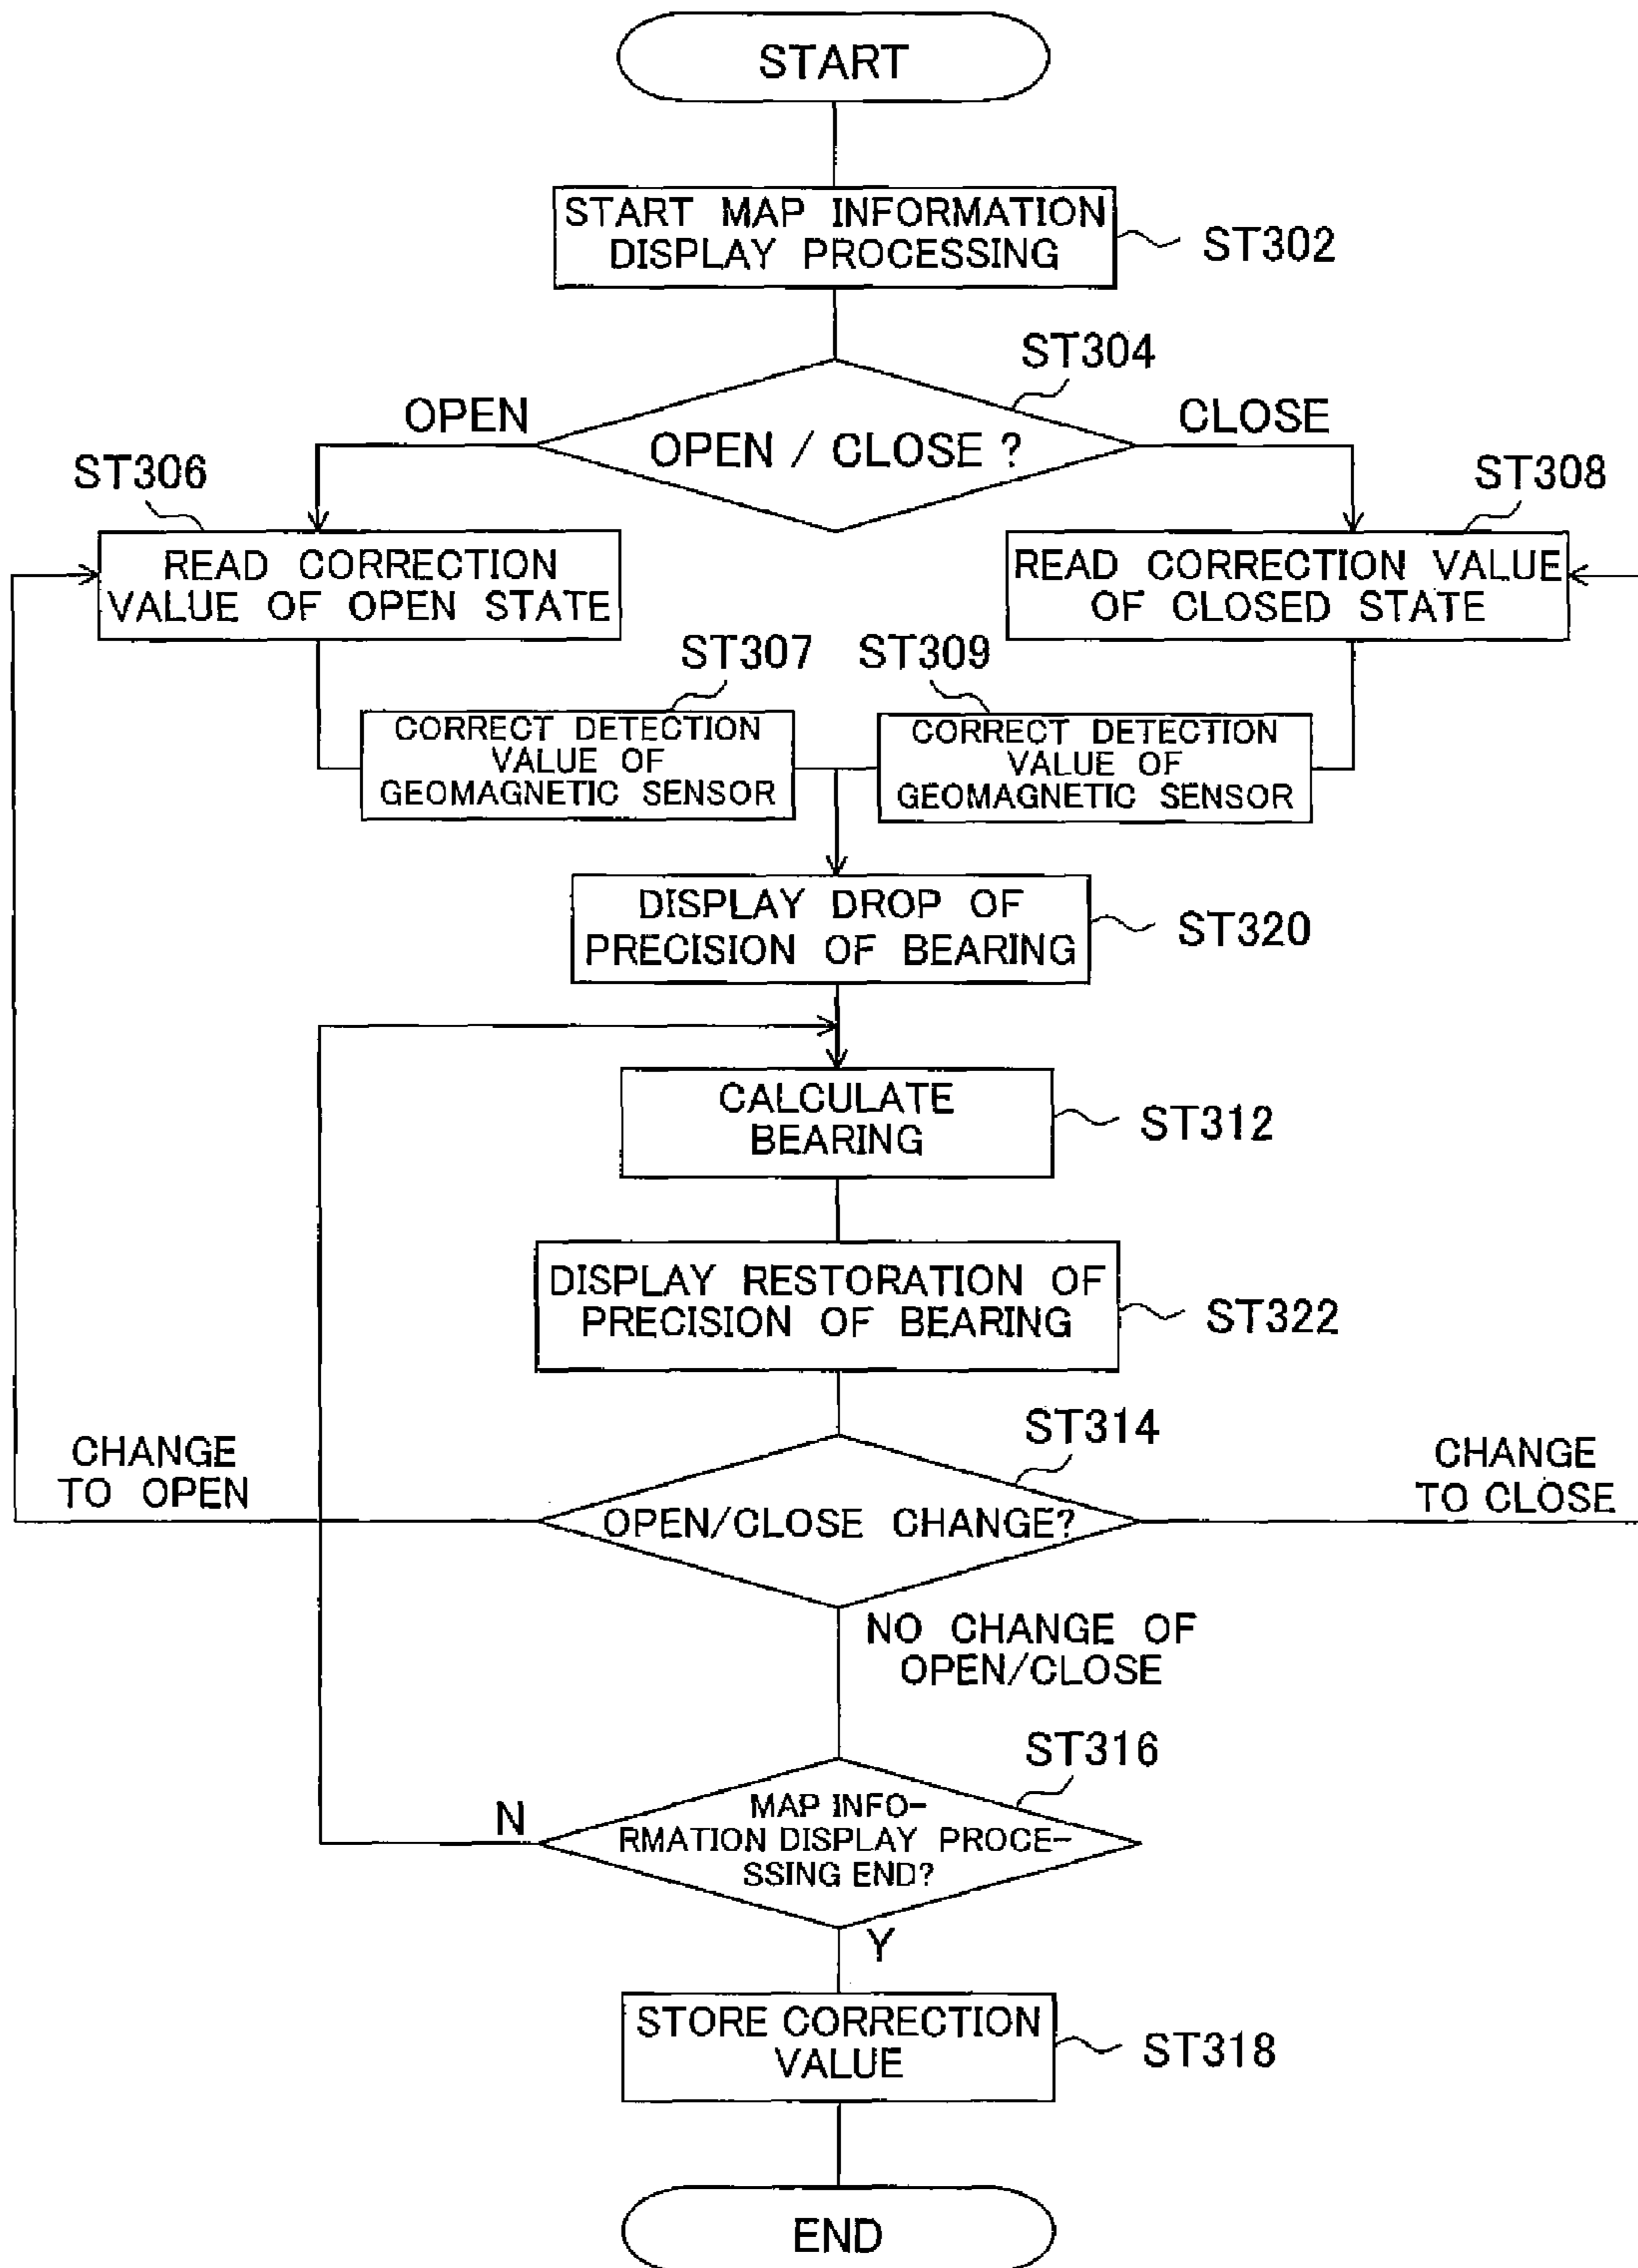 START
START MAP INFORMATION
DISPLAY PROCESSING
ST302
ST304
OPEN
OPEN / CLOSE ?
CLOSE
ST306
READ CORRECTION
VALUE OF OPEN STATE
ST308
READ CORRECTION VALUE
OF CLOSED STATE
ST307
CORRECT DETECTION
VALUE OF
GEOMAGNETIC SENSOR
ST309
CORRECT DETECTION
VALUE OF
GEOMAGNETIC SENSOR
DISPLAY DROP OF
PRECISION OF BEARING
ST320
CALCULATE
BEARING
ST312
DISPLAY RESTORATION OF
PRECISION OF BEARING
ST322
ST314
CHANGE
TO OPEN
OPEN/CLOSE CHANGE?
CHANGE
TO CLOSE
NO CHANGE OF
OPEN/CLOSE
ST316
N
MAP INFO-
RMATION DISPLAY PROCE-
SSING END?
Y
STORE CORRECTION
VALUE
ST318
END